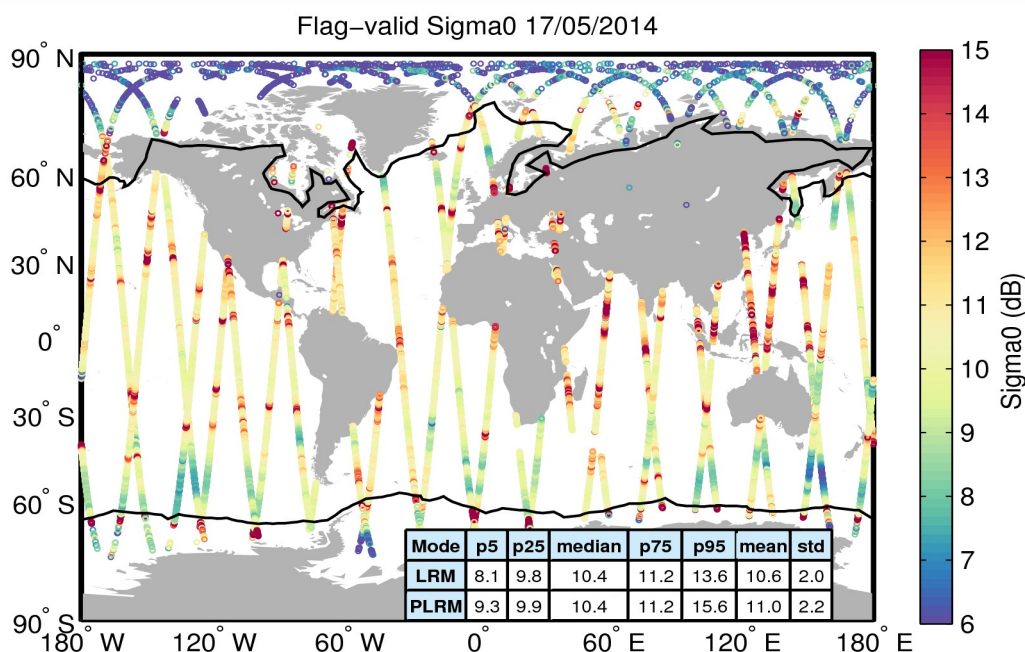 Flag−valid Sigma0 17/05/2014
90° N
60° N
30° N
0°
30° S
60° S
90° S
180° W
120° W
60° W
0°
60° E
120° E
180° E
15
14
13
12
11
10
9
8
7
6
Sigma0 (dB)
Mode p5 p25 median p75 p95 mean std
LRM 8.1 9.8 10.4 11.2 13.6 10.6 2.0
PLRM 9.3 9.9 10.4 11.2 15.6 11.0 2.2